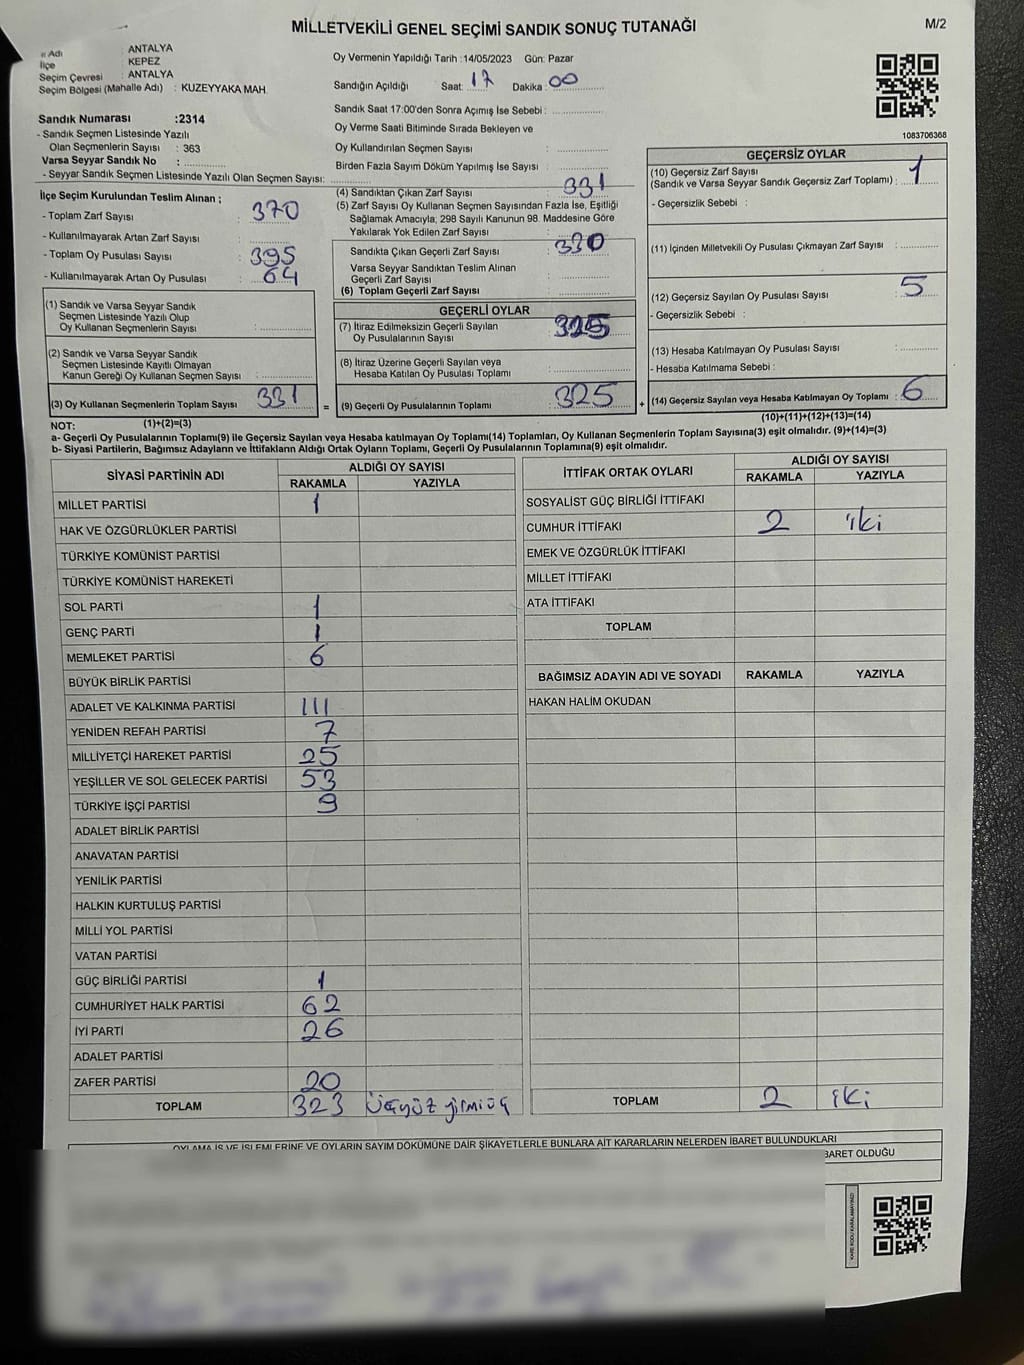 MİLLETVEKİLİ GENEL SEÇİMİ SANDIK SONUÇ TUTANAĞI
M/2
Adı ANTALYA
İlçe : KEPEZ
Seçim Çevresi : ANTALYA
Seçim Bölgesi (Mahalle Adı) : KUZEYYAKA MAH.
Oy Vermenin Yapıldığı Tarih :14/05/2023 Gün: Pazar
Sandığın Açıldığı Saat: 17 Dakika: 00
Sandık Saat 17:00'den Sonra Açımış İse Sebebi :
Oy Verme Saati Bitiminde Sırada Bekleyen ve
Oy Kullandırılan Seçmen Sayısı :
Birden Fazla Sayım Döküm Yapılmış İse Sayısı :
Sandık Numarası :2314
- Sandık Seçmen Listesinde Yazılı
Olan Seçmenlerin Sayısı : 363
Varsa Seyyar Sandık No :
- Seyyar Sandık Seçmen Listesinde Yazılı Olan Seçmen Sayısı:
1083706368
İlçe Seçim Kurulundan Teslim Alınan ;
- Toplam Zarf Sayısı : 370
- Kullanılmayarak Artan Zarf Sayısı :
- Toplam Oy Pusulası Sayısı : 395
- Kullanılmayarak Artan Oy Pusulası : 64
(4) Sandıktan Çıkan Zarf Sayısı : 331
(5) Zarf Sayısı Oy Kullanan Seçmen Sayısından Fazla İse, Eşitliği
Sağlamak Amacıyla; 298 Sayılı Kanunun 98. Maddesine Göre
Yakılarak Yok Edilen Zarf Sayısı :
Sandıkta Çıkan Geçerli Zarf Sayısı : 330
Varsa Seyyar Sandıktan Teslim Alınan
Geçerli Zarf Sayısı :
(6) Toplam Geçerli Zarf Sayısı :
GEÇERSİZ OYLAR
(10) Geçersiz Zarf Sayısı
(Sandık ve Varsa Seyyar Sandık Geçersiz Zarf Toplamı) : 1
- Geçersizlik Sebebi :
(11) İçinden Milletvekili Oy Pusulası Çıkmayan Zarf Sayısı :
(12) Geçersiz Sayılan Oy Pusulası Sayısı : 5
- Geçersizlik Sebebi :
(13) Hesaba Katılmayan Oy Pusulası Sayısı :
- Hesaba Katılmama Sebebi :
(14) Geçersiz Sayılan veya Hesaba Katılmayan Oy Toplamı : 6
(10)+(11)+(12)+(13)=(14)
(1) Sandık ve Varsa Seyyar Sandık
Seçmen Listesinde Yazılı Olup
Oy Kullanan Seçmenlerin Sayısı :
(2) Sandık ve Varsa Seyyar Sandık
Seçmen Listesinde Kayıtlı Olmayan
Kanun Gereği Oy Kullanan Seçmen Sayısı :
(3) Oy Kullanan Seçmenlerin Toplam Sayısı : 331 =
(1)+(2)=(3)
GEÇERLİ OYLAR
(7) İtiraz Edilmeksizin Geçerli Sayılan
Oy Pusulalarının Sayısı : 325
(8) İtiraz Üzerine Geçerli Sayılan veya
Hesaba Katılan Oy Pusulası Toplamı :
(9) Geçerli Oy Pusulalarının Toplamı : 325 +
NOT:
a- Geçerli Oy Pusulalarının Toplamı(9) ile Geçersiz Sayılan veya Hesaba katılmayan Oy Toplamı(14) Toplamları, Oy Kullanan Seçmenlerin Toplam Sayısına(3) eşit olmalıdır. (9)+(14)=(3)
b- Siyasi Partilerin, Bağımsız Adayların ve İttifakların Aldığı Ortak Oyların Toplamı, Geçerli Oy Pusulalarının Toplamına(9) eşit olmalıdır.
SİYASİ PARTİNİN ADI ALDIĞI OY SAYISI
RAKAMLA YAZIYLA
MİLLET PARTİSİ 1
HAK VE ÖZGÜRLÜKLER PARTİSİ
TÜRKİYE KOMÜNİST PARTİSİ
TÜRKİYE KOMÜNİST HAREKETİ
SOL PARTİ 1
GENÇ PARTİ 1
MEMLEKET PARTİSİ 6
BÜYÜK BİRLİK PARTİSİ
ADALET VE KALKINMA PARTİSİ 111
YENİDEN REFAH PARTİSİ 7
MİLLİYETÇİ HAREKET PARTİSİ 25
YEŞİLLER VE SOL GELECEK PARTİSİ 53
TÜRKİYE İŞÇİ PARTİSİ 9
ADALET BİRLİK PARTİSİ
ANAVATAN PARTİSİ
YENİLİK PARTİSİ
HALKIN KURTULUŞ PARTİSİ
MİLLİ YOL PARTİSİ
VATAN PARTİSİ
GÜÇ BİRLİĞİ PARTİSİ 1
CUMHURİYET HALK PARTİSİ 62
İYİ PARTİ 26
ADALET PARTİSİ
ZAFER PARTİSİ 20
TOPLAM 323 Üçyüz yirmiüç
İTTİFAK ORTAK OYLARI ALDIĞI OY SAYISI
RAKAMLA YAZIYLA
SOSYALİST GÜÇ BİRLİĞİ İTTİFAKI
CUMHUR İTTİFAKI 2 iki
EMEK VE ÖZGÜRLÜK İTTİFAKI
MİLLET İTTİFAKI
ATA İTTİFAKI
TOPLAM
BAĞIMSIZ ADAYIN ADI VE SOYADI RAKAMLA YAZIYLA
HAKAN HALİM OKUDAN
TOPLAM 2 iki
OYLAMA İŞ VE İŞLEMLERİNE VE OYLARIN SAYIM DÖKÜMÜNE DAİR ŞİKAYETLERLE BUNLARA AİT KARARLARIN NELERDEN İBARET BULUNDUKLARI
BARET OLDUĞU
KARE KODU KARALAMAYINIZ!